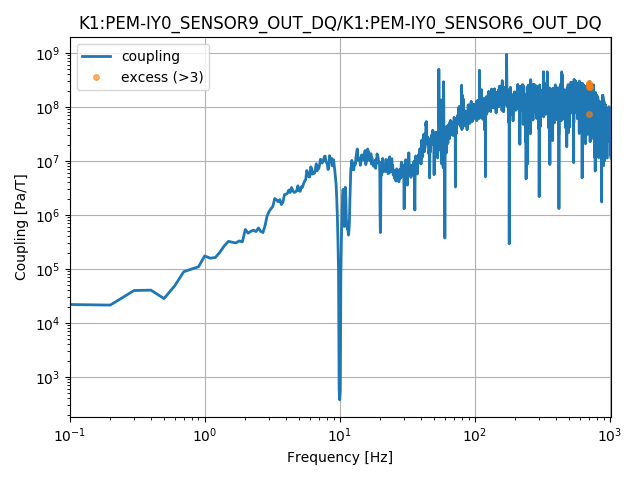 K1:PEM-IY0_SENSOR9_OUT_DQ/K1:PEM-IY0_SENSOR6_OUT_DQ
coupling
excess (>3)
10⁹
10⁸
10⁷
10⁶
10⁵
10⁴
10³
Coupling [Pa/T]
10⁻¹ 10⁰ 10¹ 10² 10³
Frequency [Hz]